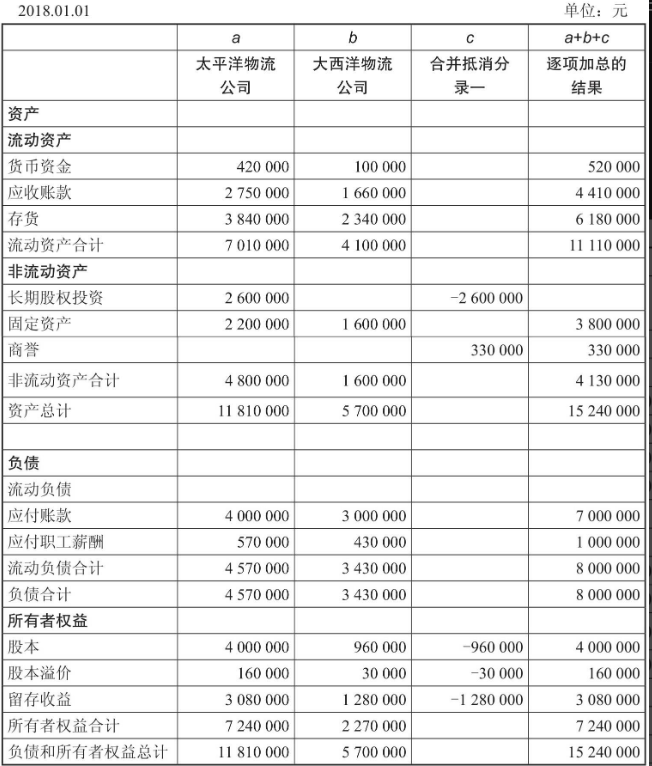 2018.01.01 单位：元
a b c a+b+c
太平洋物流公司 大西洋物流公司 合并抵消分录一 逐项加总的结果
资产
流动资产
货币资金 420 000 100 000 520 000
应收账款 2 750 000 1 660 000 4 410 000
存货 3 840 000 2 340 000 6 180 000
流动资产合计 7 010 000 4 100 000 11 110 000
非流动资产
长期股权投资 2 600 000 -2 600 000
固定资产 2 200 000 1 600 000 3 800 000
商誉 330 000 330 000
非流动资产合计 4 800 000 1 600 000 4 130 000
资产总计 11 810 000 5 700 000 15 240 000
负债
流动负债
应付账款 4 000 000 3 000 000 7 000 000
应付职工薪酬 570 000 430 000 1 000 000
流动负债合计 4 570 000 3 430 000 8 000 000
负债合计 4 570 000 3 430 000 8 000 000
所有者权益
股本 4 000 000 960 000 -960 000 4 000 000
股本溢价 160 000 30 000 -30 000 160 000
留存收益 3 080 000 1 280 000 -1 280 000 3 080 000
所有者权益合计 7 240 000 2 270 000 7 240 000
负债和所有者权益总计 11 810 000 5 700 000 15 240 000